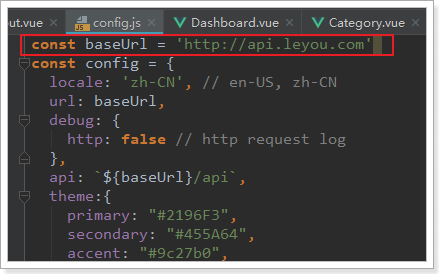 ut.vue config.js Dashboard.vue Category.vue
const baseUrl = 'http://api.leyou.com'
const config = {
locale: 'zh-CN', // en-US, zh-CN
url: baseUrl,
debug: {
http: false // http request log
},
api: `${baseUrl}/api`,
theme:{
primary: "#2196F3",
secondary: "#455A64",
accent: "#9c27b0",